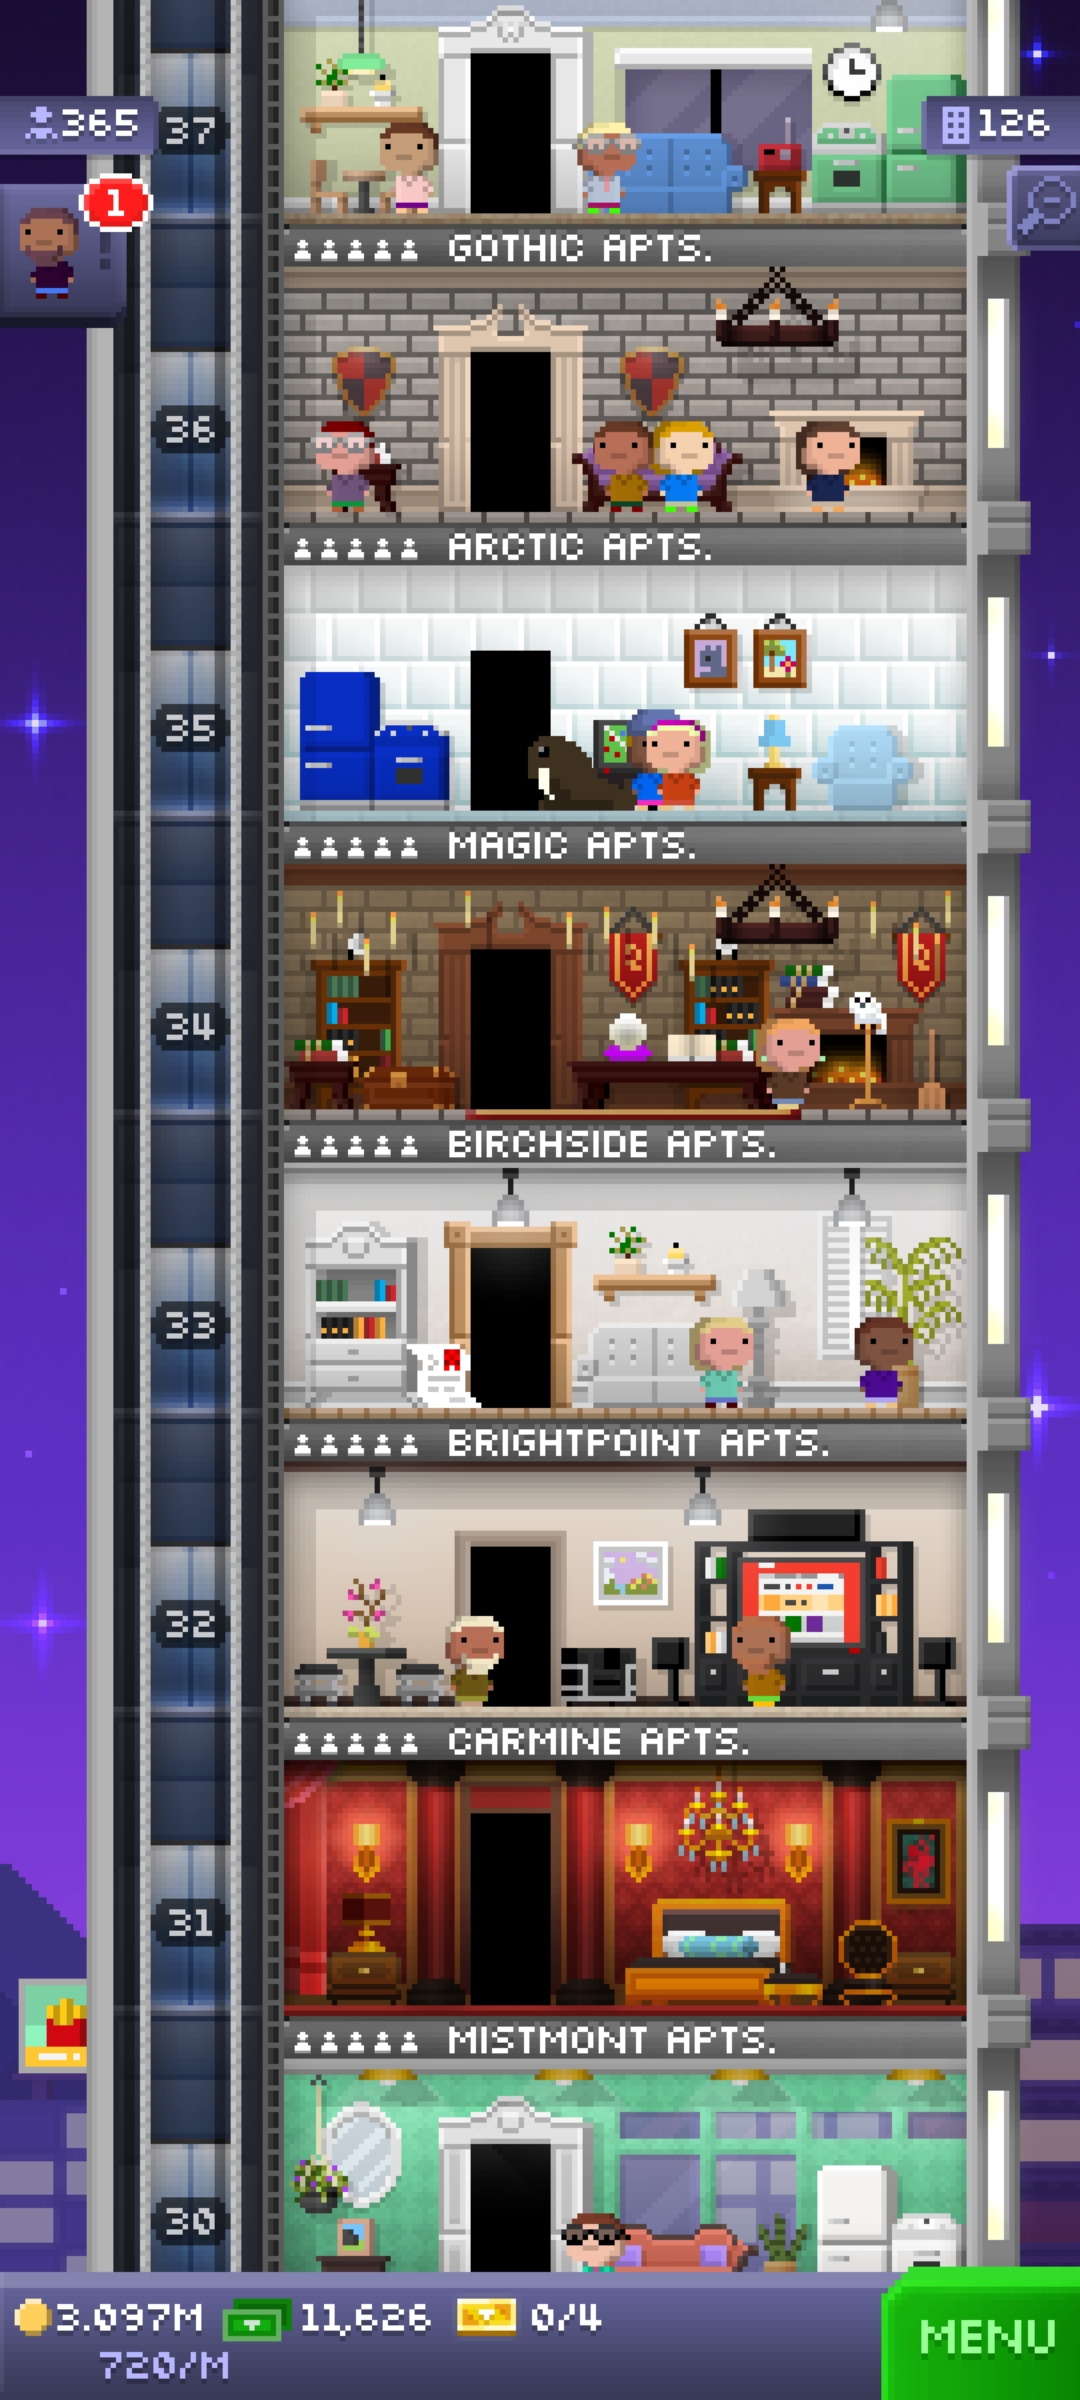 365
37
126
1
GOTHIC APTS.
36
ARCTIC APTS.
35
MAGIC APTS.
34
BIRCHSIDE APTS.
33
BRIGHTPOINT APTS.
32
CARMINE APTS.
31
MISTMONT APTS.
30
3.097M 11,626 0/4
720/M
MENU